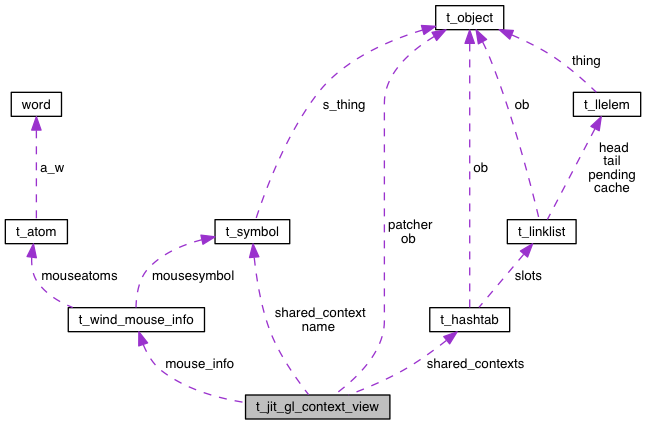 t_object
thing
word
s_thing
ob
t_llelem
head
tail
pending
cache
a_w
ob
t_atom
t_symbol
patcher
ob
t_linklist
mouseatoms
mousesymbol
slots
t_wind_mouse_info
shared_context
name
t_hashtab
mouse_info
shared_contexts
t_jit_gl_context_view